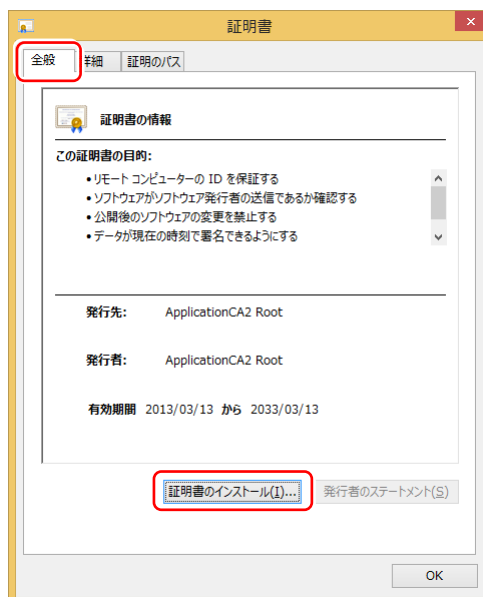 証明書
全般 詳細 証明のパス
証明書の情報
この証明書の目的:
•リモート コンピューターの ID を保証する
•ソフトウェアがソフトウェア発行者の送信であるか確認する
•公開後のソフトウェアの変更を禁止する
•データが現在の時刻で署名できるようにする
発行先: ApplicationCA2 Root
発行者: ApplicationCA2 Root
有効期間 2013/03/13 から 2033/03/13
証明書のインストール(I)... 発行者のステートメント(S)
OK